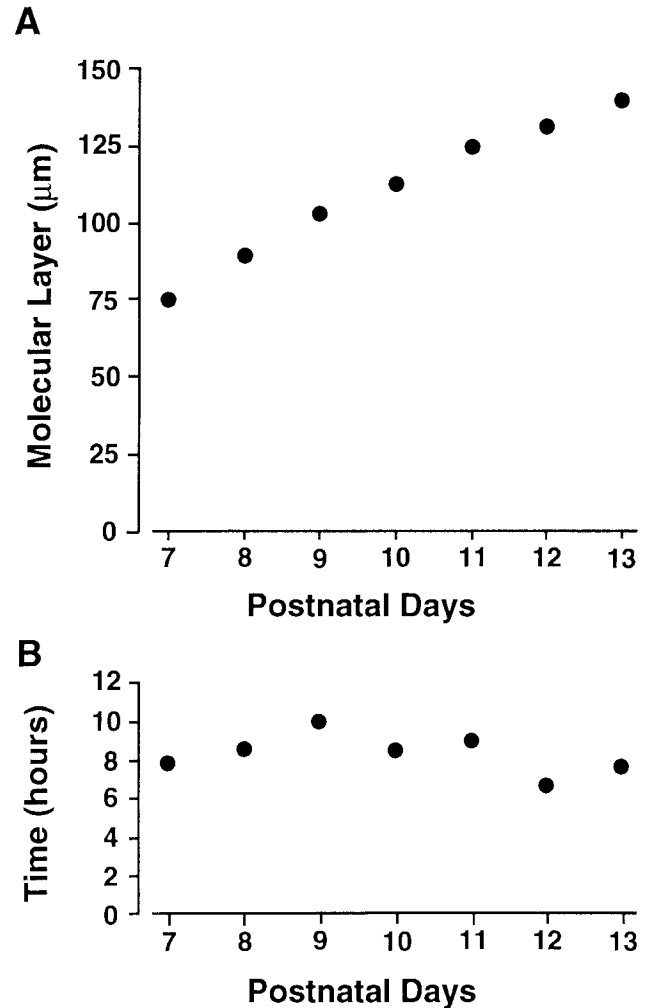 A
150
125
100
75
50
25
0
Molecular Layer (μm)
7 8 9 10 11 12 13
Postnatal Days
B
12
10
8
6
4
2
0
Time (hours)
7 8 9 10 11 12 13
Postnatal Days